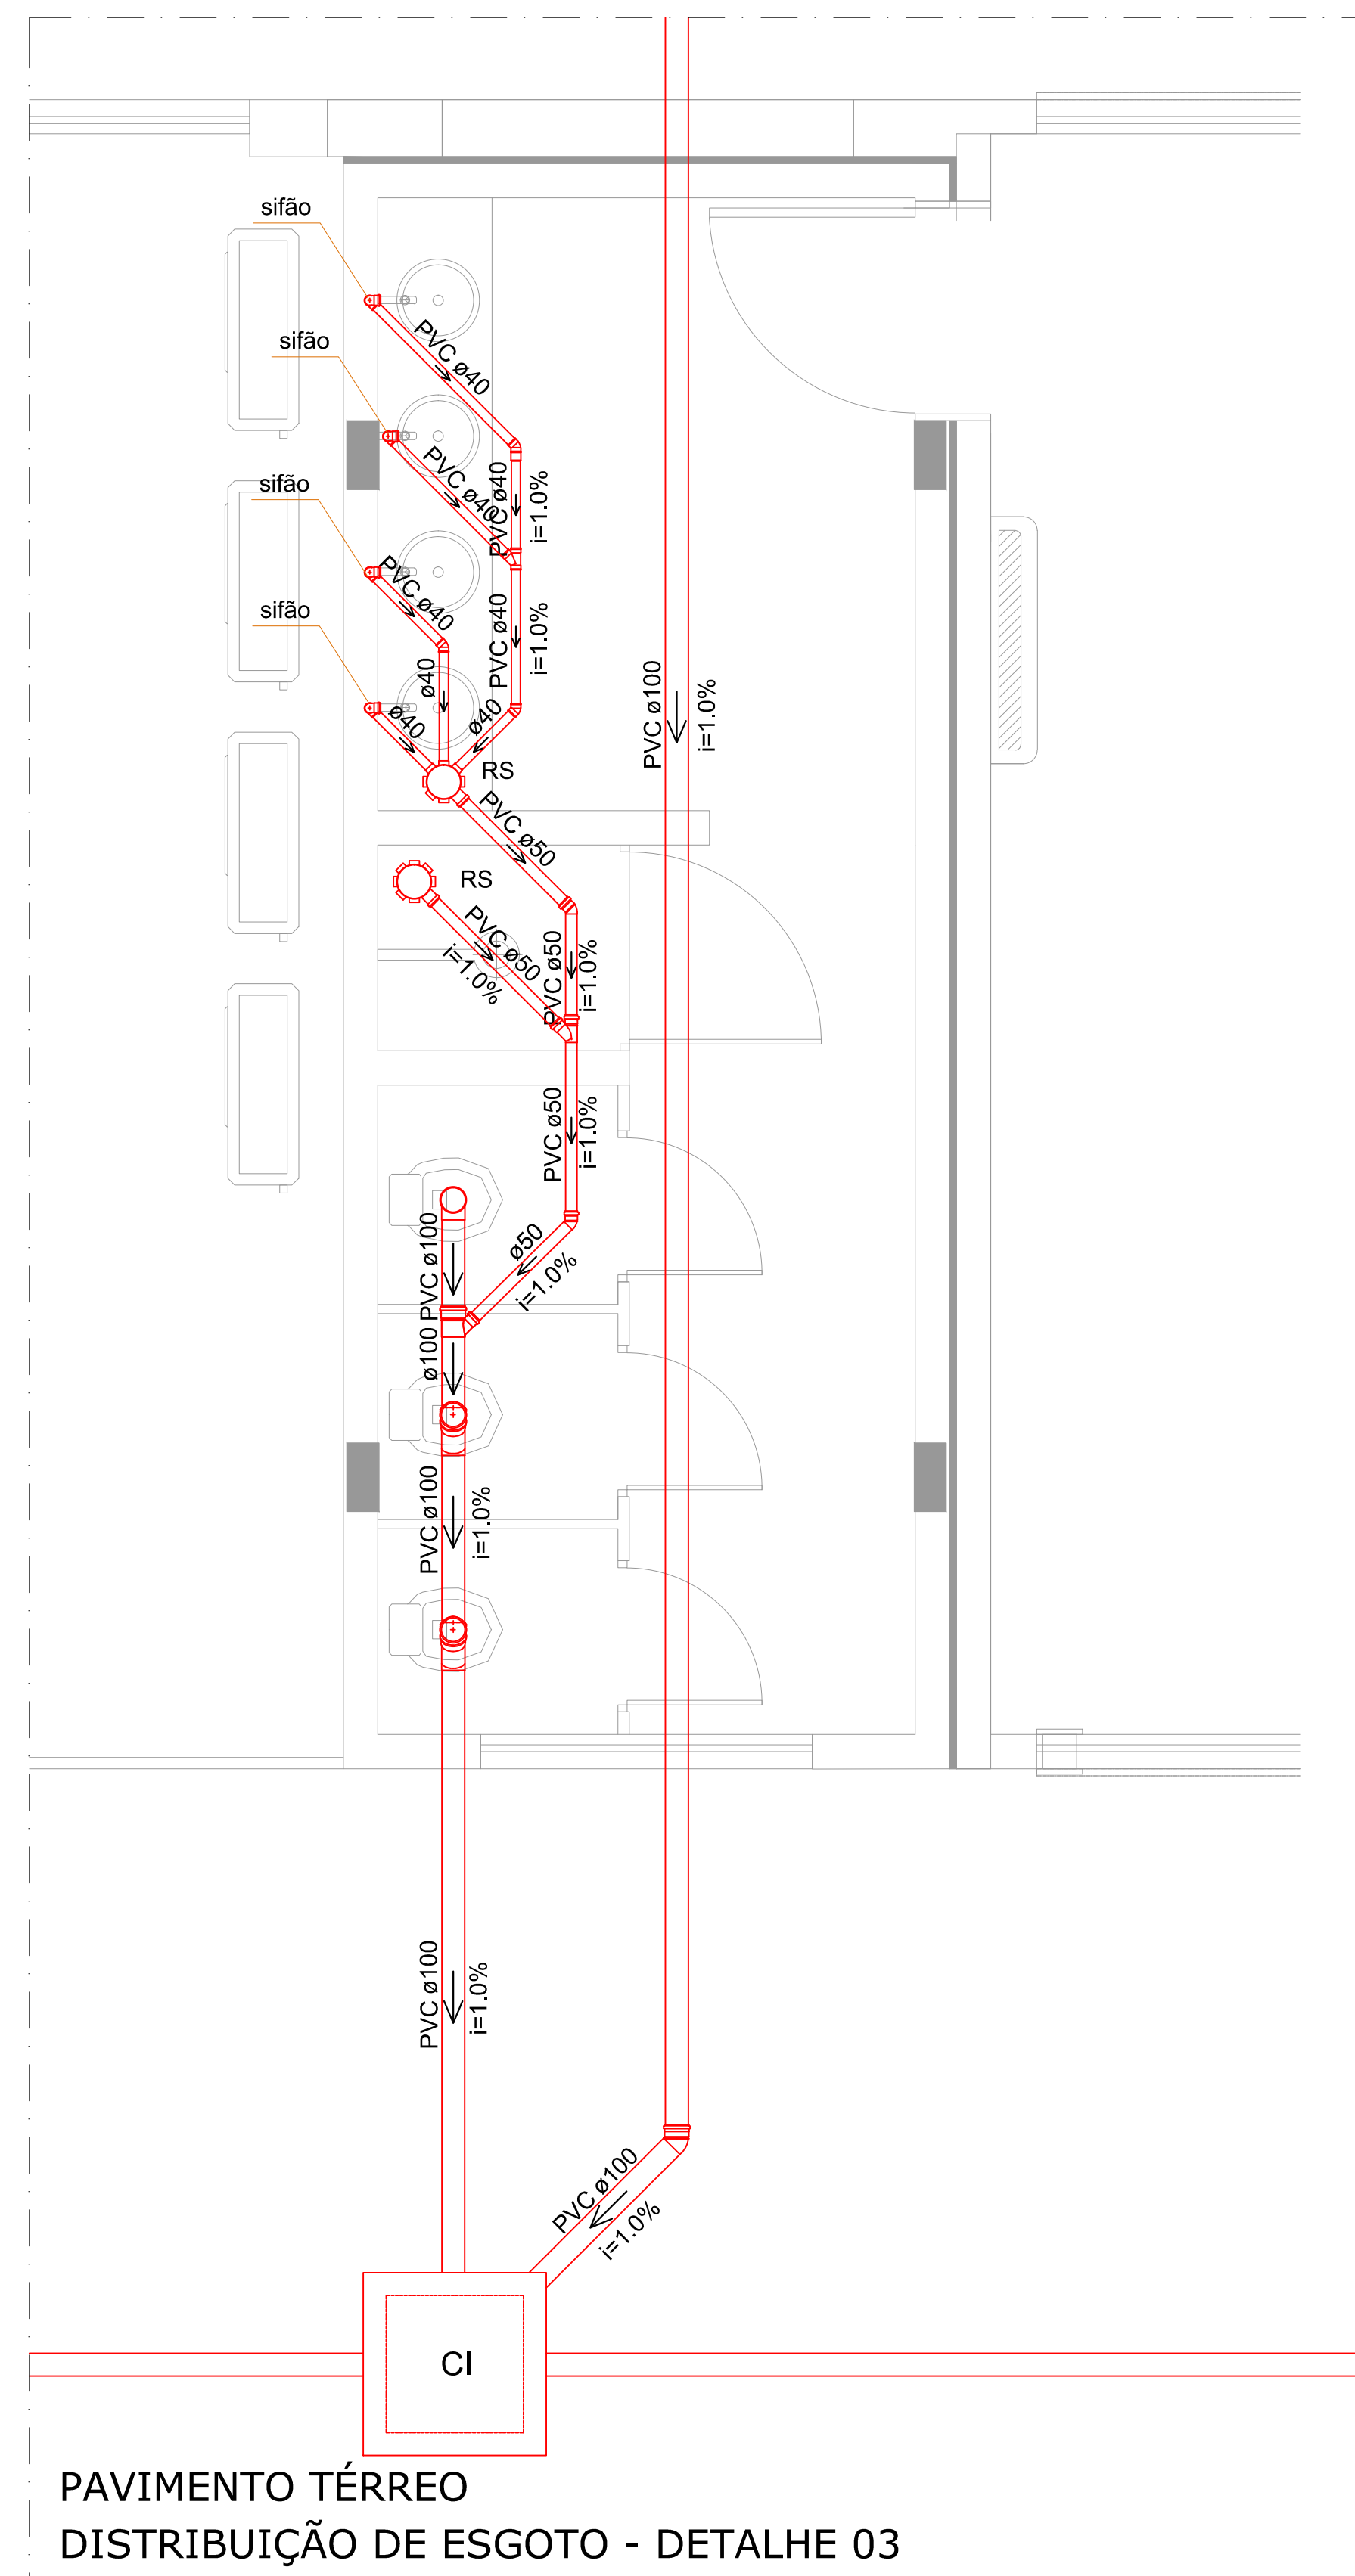 sifão
PVC ø40
sifão
PVC ø40
PVC ø40
i=1.0%
sifão
PVC ø40
PVC ø40
i=1.0%
sifão
ø40
ø40
ø40
RS
PVC ø100
i=1.0%
PVC ø50
RS
PVC ø50
i=1.0%
PVC ø50
i=1.0%
PVC ø50
i=1.0%
PVC ø100
ø50
i=1.0%
ø100
PVC ø100
i=1.0%
PVC ø100
i=1.0%
PVC ø100
i=1.0%
CI
PAVIMENTO TÉRREO
DISTRIBUIÇÃO DE ESGOTO - DETALHE 03